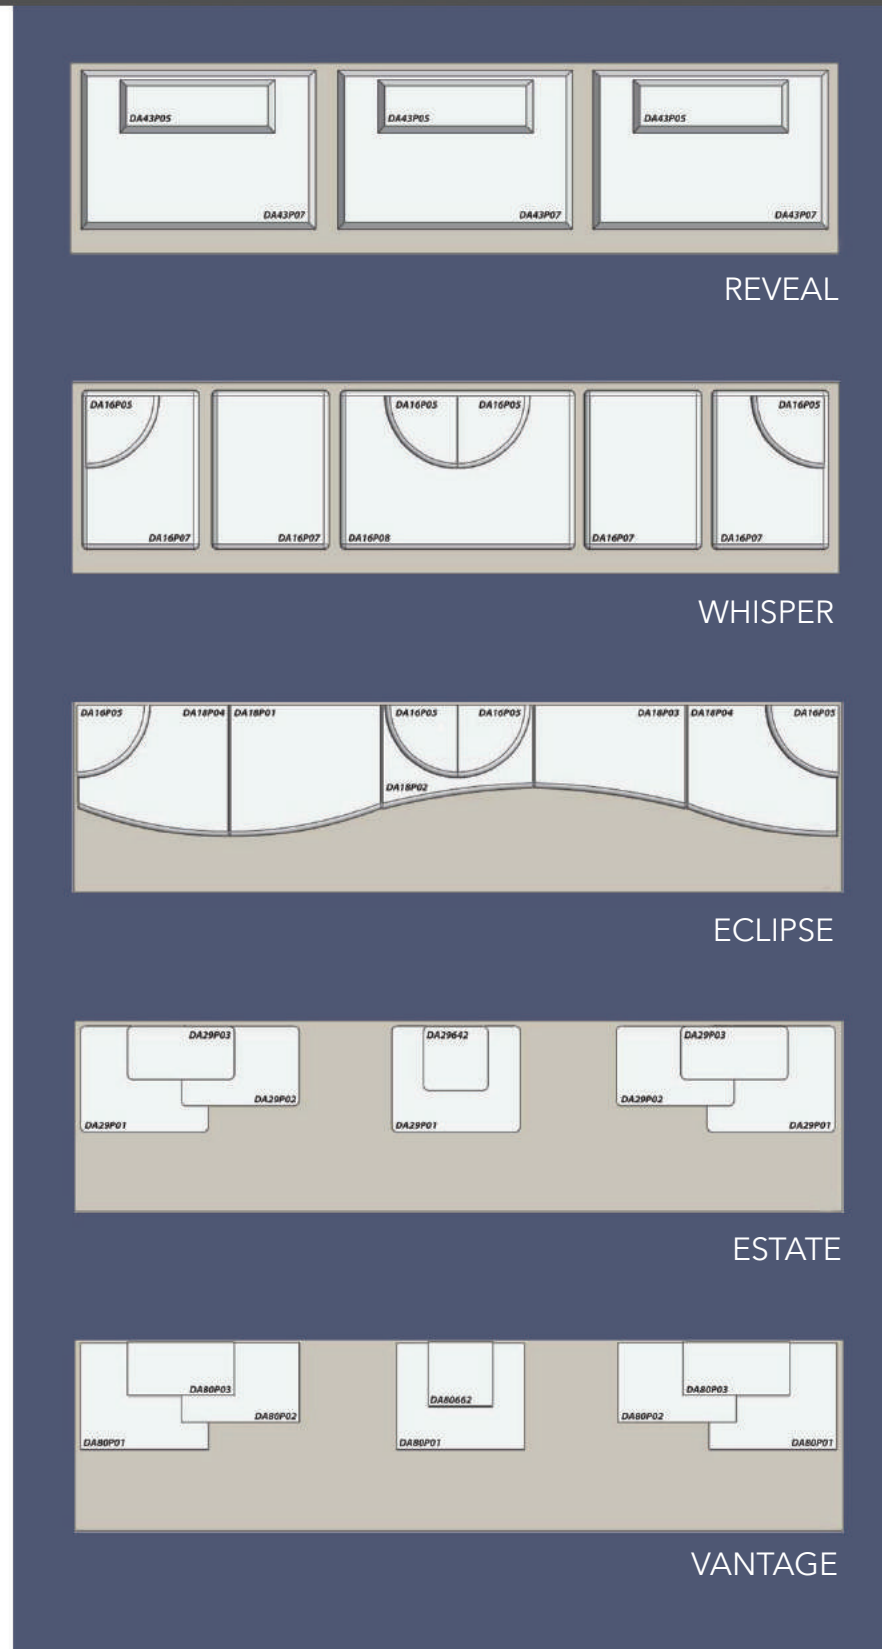 DA43P05 DA43P05 DA43P05
DA43P07 DA43P07 DA43P07
REVEAL
DA16P05 DA16P05 DA16P05 DA16P05
DA16P07 DA16P07 DA16P08 DA16P07 DA16P07
WHISPER
DA16P05 DA18P04 DA18P01 DA16P05 DA16P05 DA18P03 DA18P04 DA16P05
DA18P02
ECLIPSE
DA29P03 DA29642 DA29P03
DA29P02 DA29P02
DA29P01 DA29P01 DA29P01
ESTATE
DA80P03 DA80662 DA80P03
DA80P02 DA80P02
DA80P01 DA80P01 DA80P01
VANTAGE